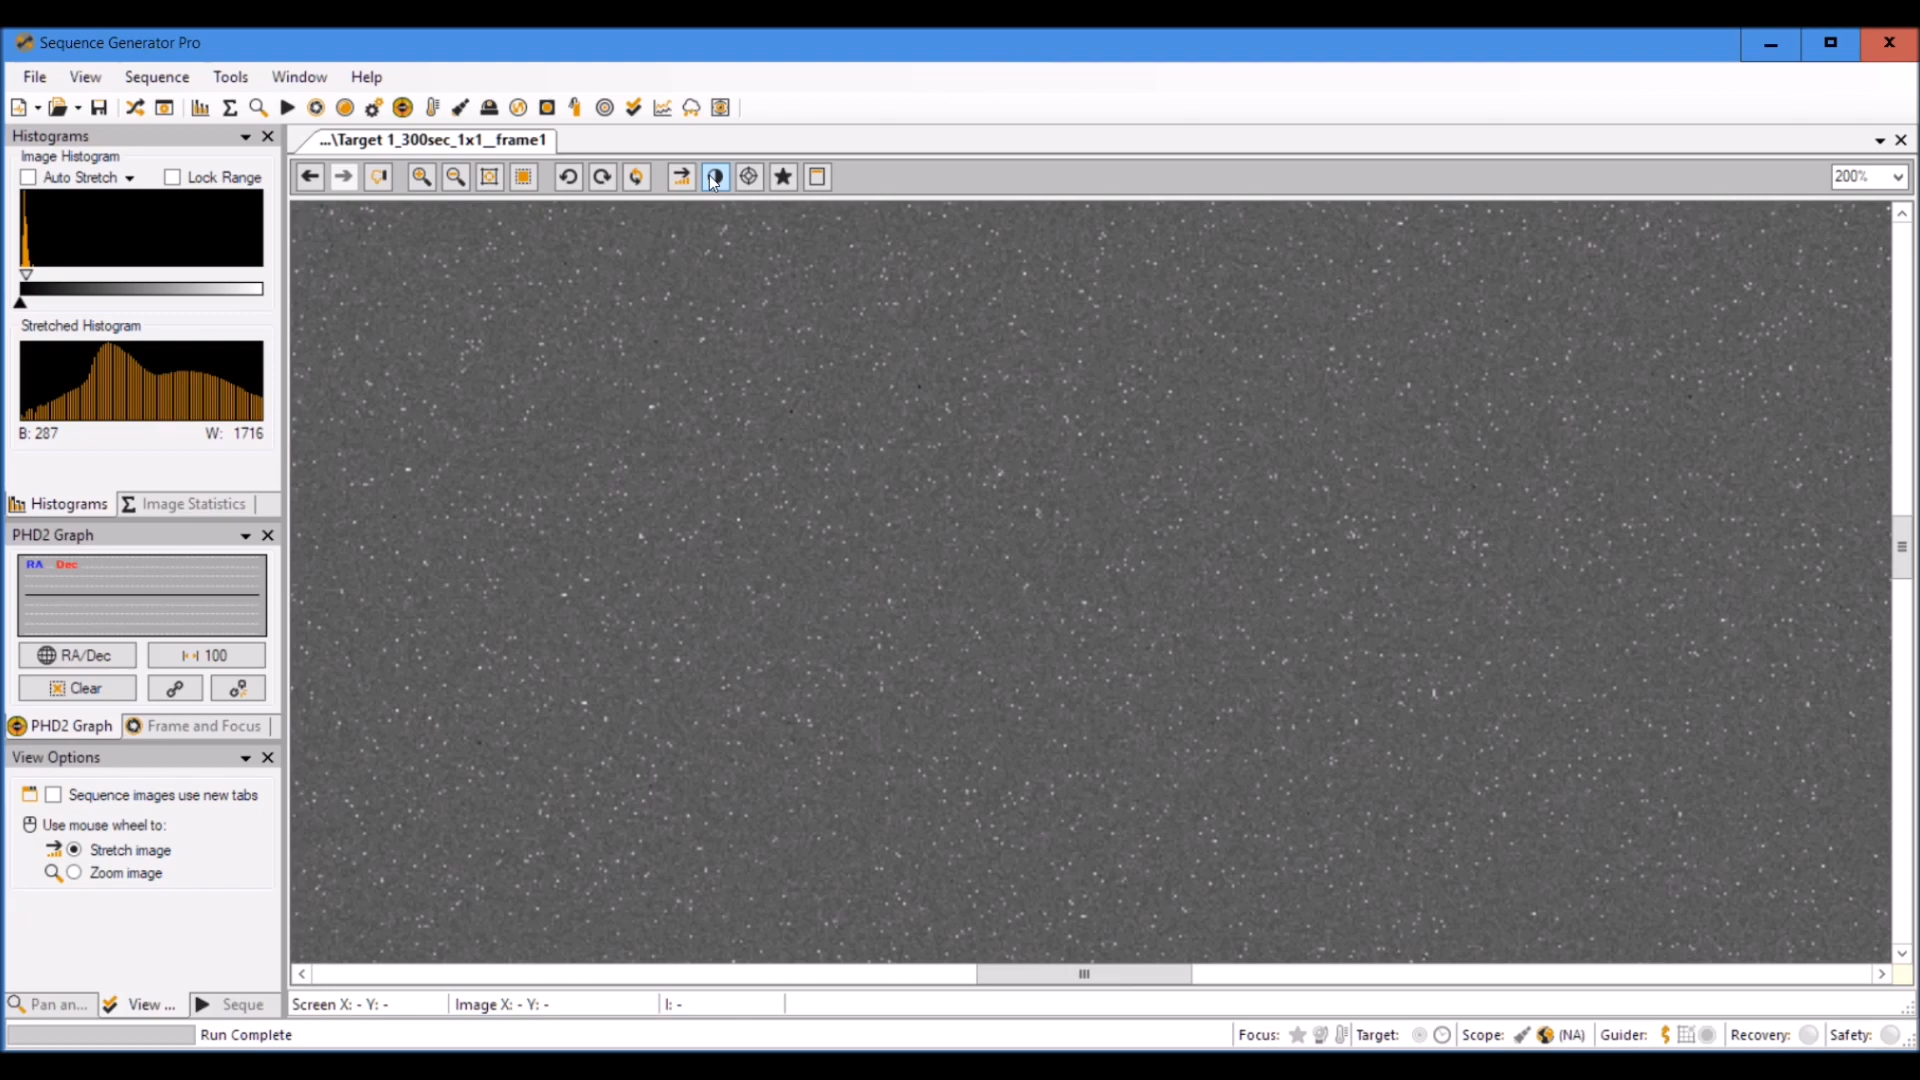 Sequence Generator Pro
File View Sequence Tools Window Help
Histograms
...\Target 1_300sec_1x1__frame1
Image Histogram
Auto Stretch Lock Range
200%
Stretched Histogram
B: 287 W: 1716
Histograms Image Statistics
PHD2 Graph
RA Dec
RA/Dec 100
Clear
PHD2 Graph Frame and Focus
View Options
Sequence images use new tabs
Use mouse wheel to:
Stretch image
Zoom image
Pan an... View ... Seque
Screen X: - Y: - Image X: - Y: - I: -
Run Complete
Focus: Target: Scope: (NA) Guider: Recovery: Safety: